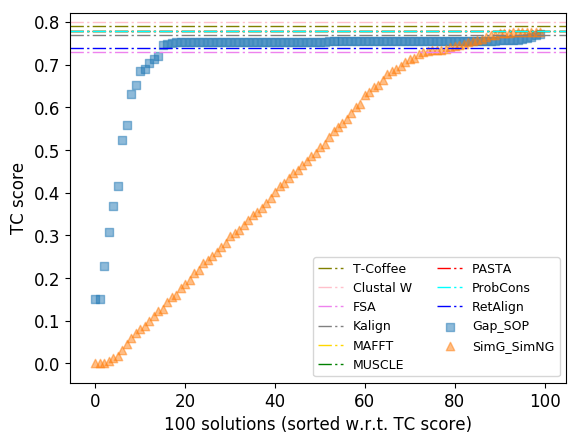 0.8
0.7
0.6
0.5
0.4
0.3
0.2
0.1
0.0
TC score
T-Coffee
Clustal W
FSA
Kalign
MAFFT
MUSCLE
PASTA
ProbCons
RetAlign
Gap_SOP
SimG_SimNG
0 20 40 60 80 100
100 solutions (sorted w.r.t. TC score)